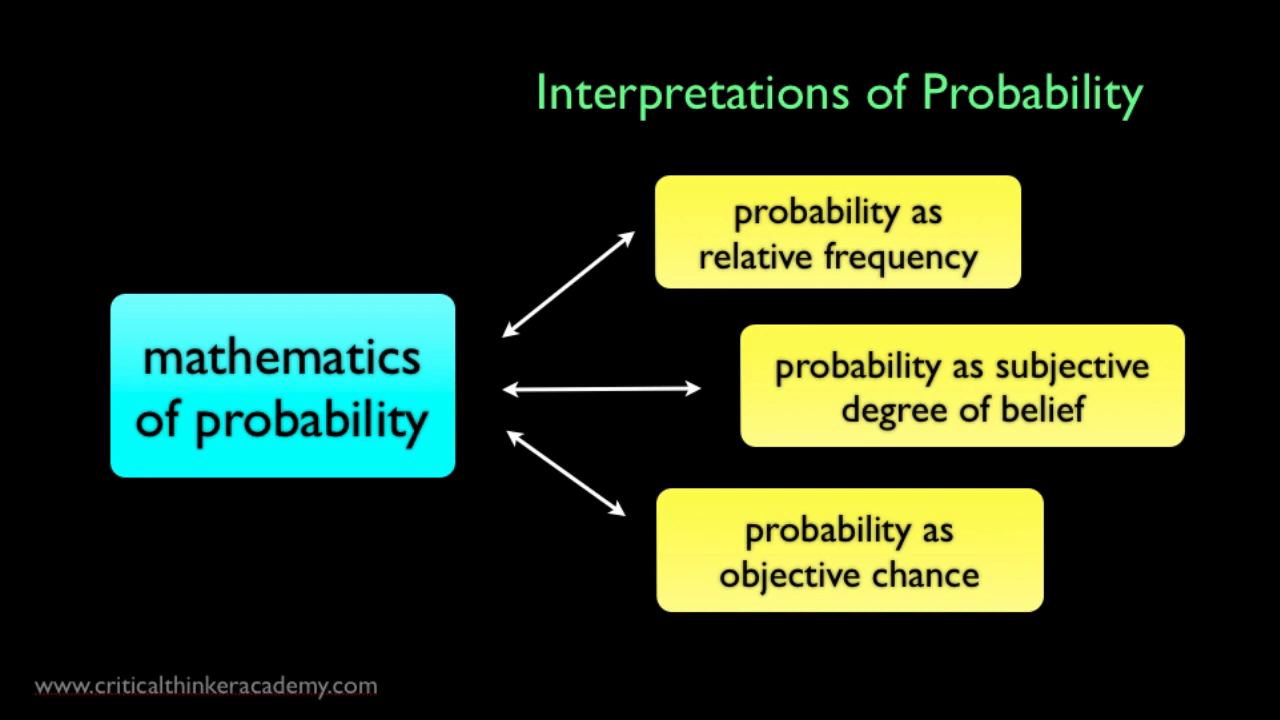 Interpretations of Probability
probability as
relative frequency
mathematics
of probability
probability as subjective
degree of belief
probability as
objective chance
www.criticalthinkeracademy.com